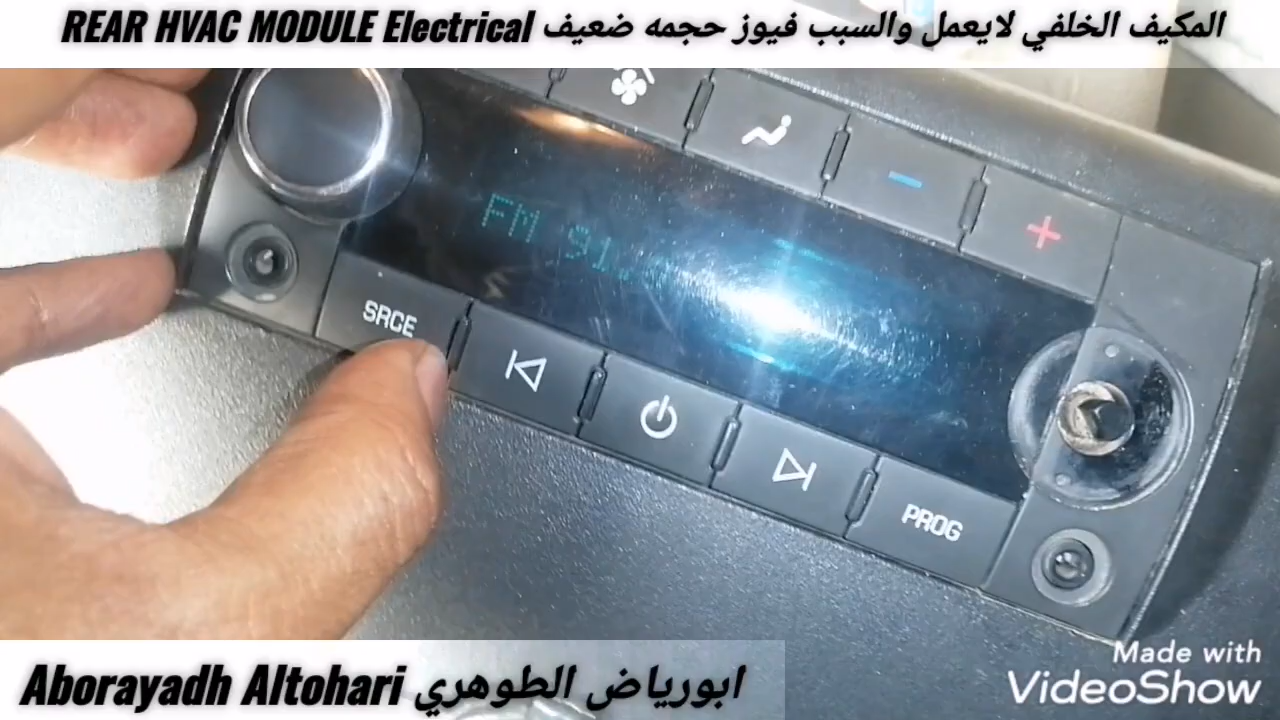 المكيف الخلفي لايعمل والسبب فيوز حجمه ضعيف REAR HVAC MODULE Electrical
FM 91.
SRCE
PROG
Made with
VideoShow
Aborayadh Altohari ابورياض الطوهري